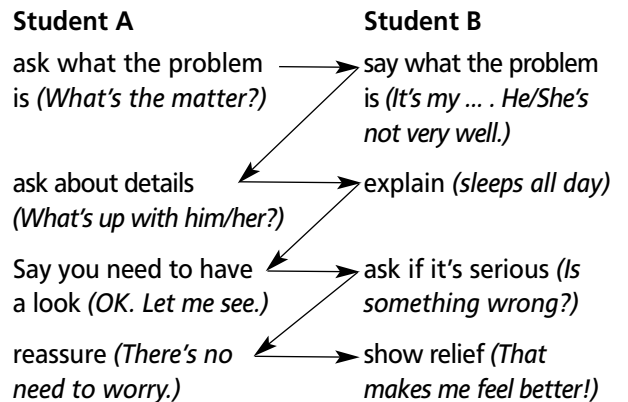 Student A
Student B
ask what the problem
is (What's the matter?)
say what the problem
is (It's my ... . He/She's
not very well.)
ask about details
(What's up with him/her?)
explain (sleeps all day)
Say you need to have
a look (OK. Let me see.)
ask if it's serious (Is
something wrong?)
reassure (There's no
need to worry.)
show relief (That
makes me feel better!)